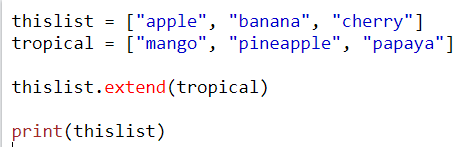 thislist = ["apple", "banana", "cherry"]
tropical = ["mango", "pineapple", "papaya"]
thislist.extend(tropical)
print(thislist)